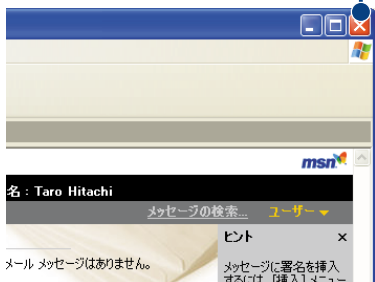 msn
名 : Taro Hitachi
メッセージの検索... ユーザー
ヒント ×
メール メッセージはありません。
メッセージに署名を挿入
するには、[挿入] メニュー